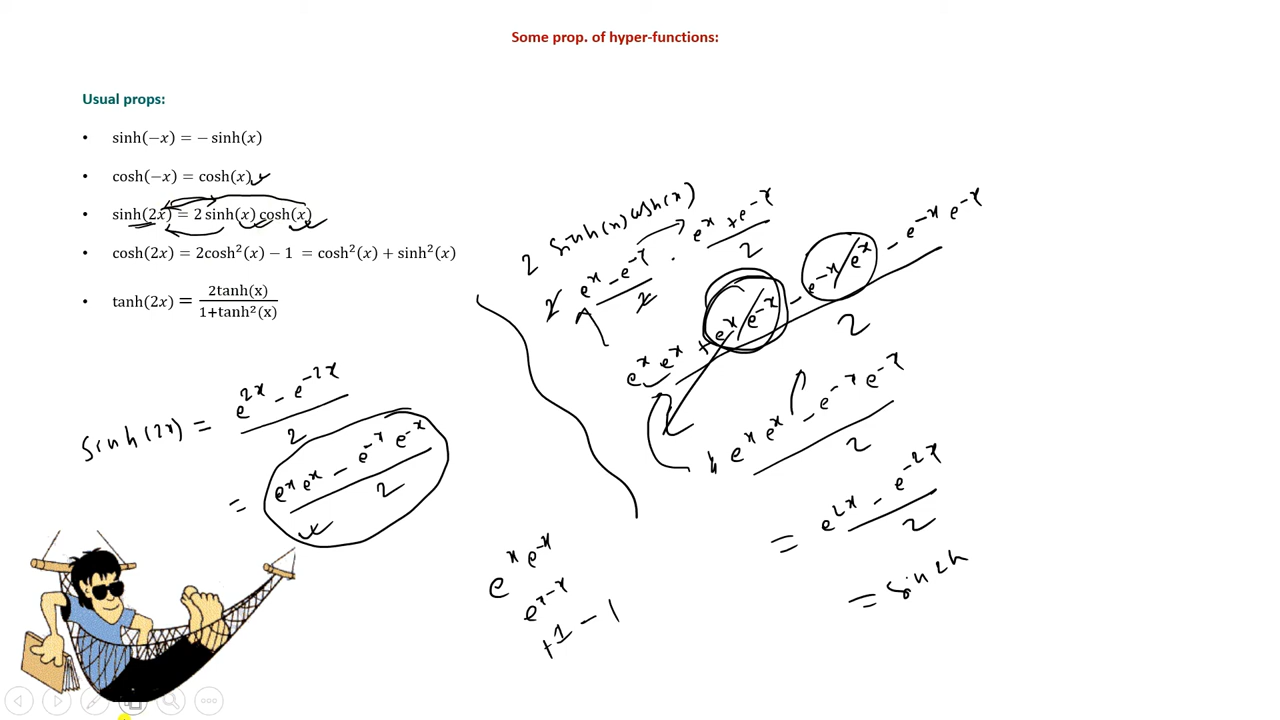 Some prop. of hyper-functions:
Usual props:
• sinh(−x) = − sinh(x)
• cosh(−x) = cosh(x)
• sinh(2x) = 2 sinh(x) cosh(x)
• cosh(2x) = 2cosh²(x) − 1 = cosh²(x) + sinh²(x)
• tanh(2x) = 2tanh(x) / 1+tanh²(x)
sinh(2x) = e^2x − e^−2x / 2
= e^x e^x − e^−x e^−x / 2
2 sinh(x) cosh(x)
2 e^x − e^−x / 2 . e^x + e^−x / 2
e^x e^x + e^x e^−x − e^−x e^x − e^−x e^−x / 2
e^x e^x − e^−x e^−x / 2
= e^2x − e^−2x / 2
= sin2h
e^x e^−x
e^x−x
+1 − 1